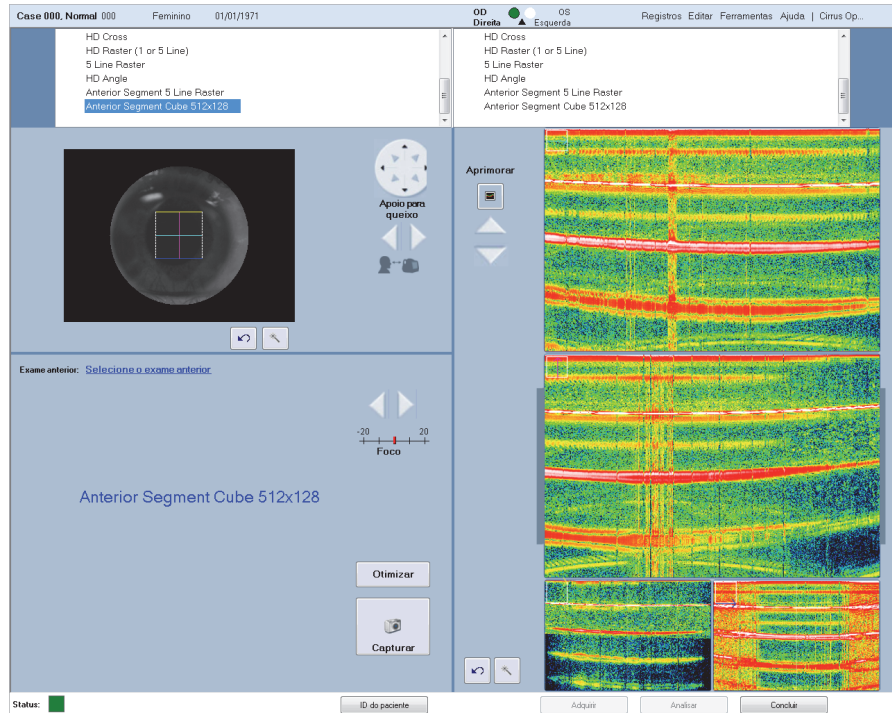 Case 000, Normal 000 Feminino 01/01/1971
OD OS
Direita Esquerda
Registros Editar Ferramentas Ajuda | Cirrus Op...
HD Cross
HD Raster (1 or 5 Line)
5 Line Raster
HD Angle
Anterior Segment 5 Line Raster
Anterior Segment Cube 512x128
HD Cross
HD Raster (1 or 5 Line)
5 Line Raster
HD Angle
Anterior Segment 5 Line Raster
Anterior Segment Cube 512x128
Apoio para
queixo
Exame anterior: Selecione o exame anterior
-20 20
Foco
Anterior Segment Cube 512x128
Otimizar
Capturar
Aprimorar
Status:
ID do paciente
Adquirir
Analisar
Concluir